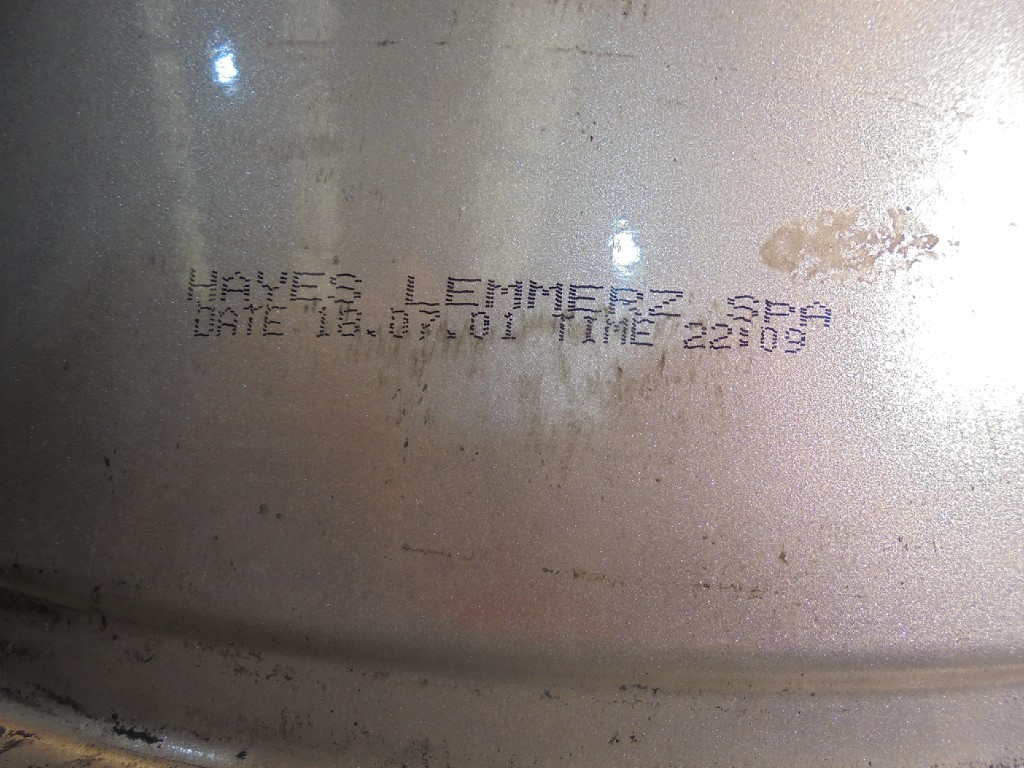 HAYES LEMMERZ SPA
DATE 18.07.01 TIME 22:09